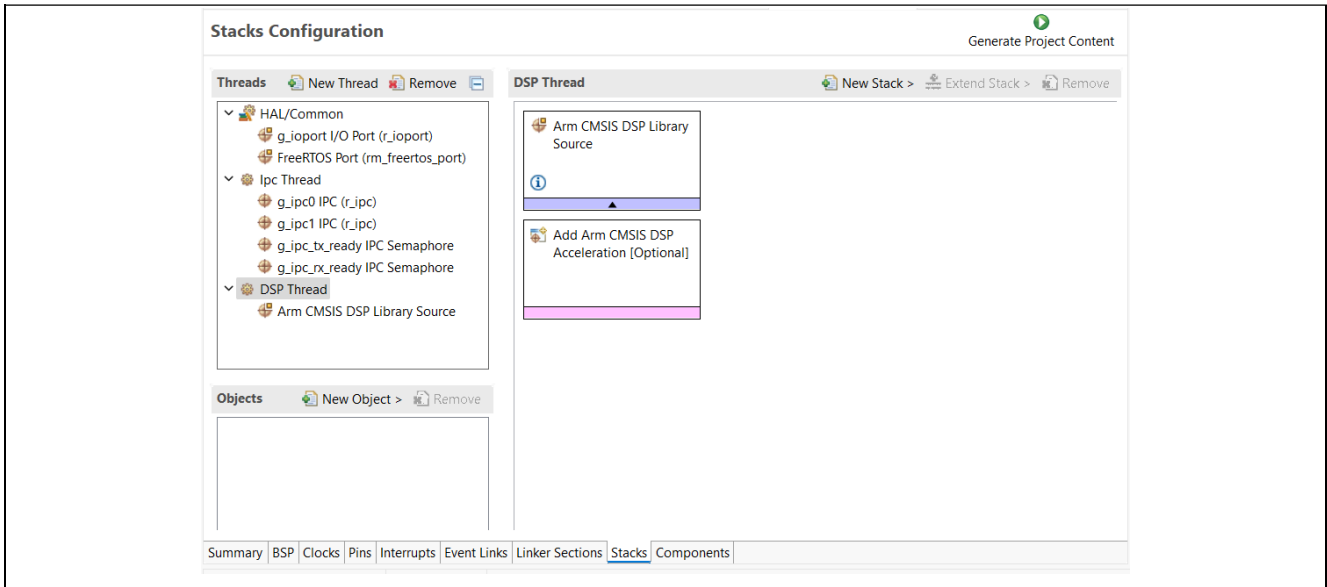 Stacks Configuration
Generate Project Content
Threads
New Thread
Remove
HAL/Common
g_ioport I/O Port (r_ioport)
FreeRTOS Port (rm_freertos_port)
Ipc Thread
g_ipc0 IPC (r_ipc)
g_ipc1 IPC (r_ipc)
g_ipc_tx_ready IPC Semaphore
g_ipc_rx_ready IPC Semaphore
DSP Thread
Arm CMSIS DSP Library Source
Objects
New Object >
Remove
DSP Thread
New Stack >
Extend Stack >
Remove
Arm CMSIS DSP Library
Source
Add Arm CMSIS DSP
Acceleration [Optional]
Summary BSP Clocks Pins Interrupts Event Links Linker Sections Stacks Components